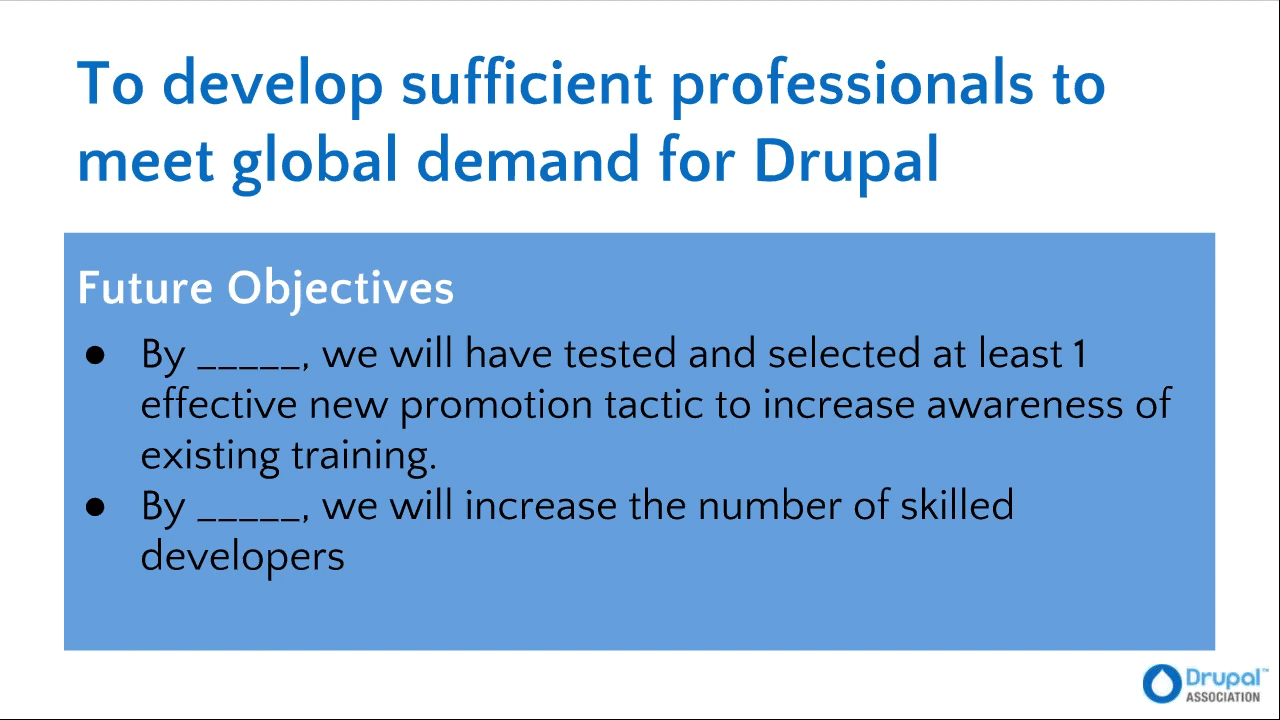 To develop sufficient professionals to
meet global demand for Drupal
Future Objectives
● By _____, we will have tested and selected at least 1
effective new promotion tactic to increase awareness of
existing training.
● By _____, we will increase the number of skilled
developers
Drupal™
ASSOCIATION